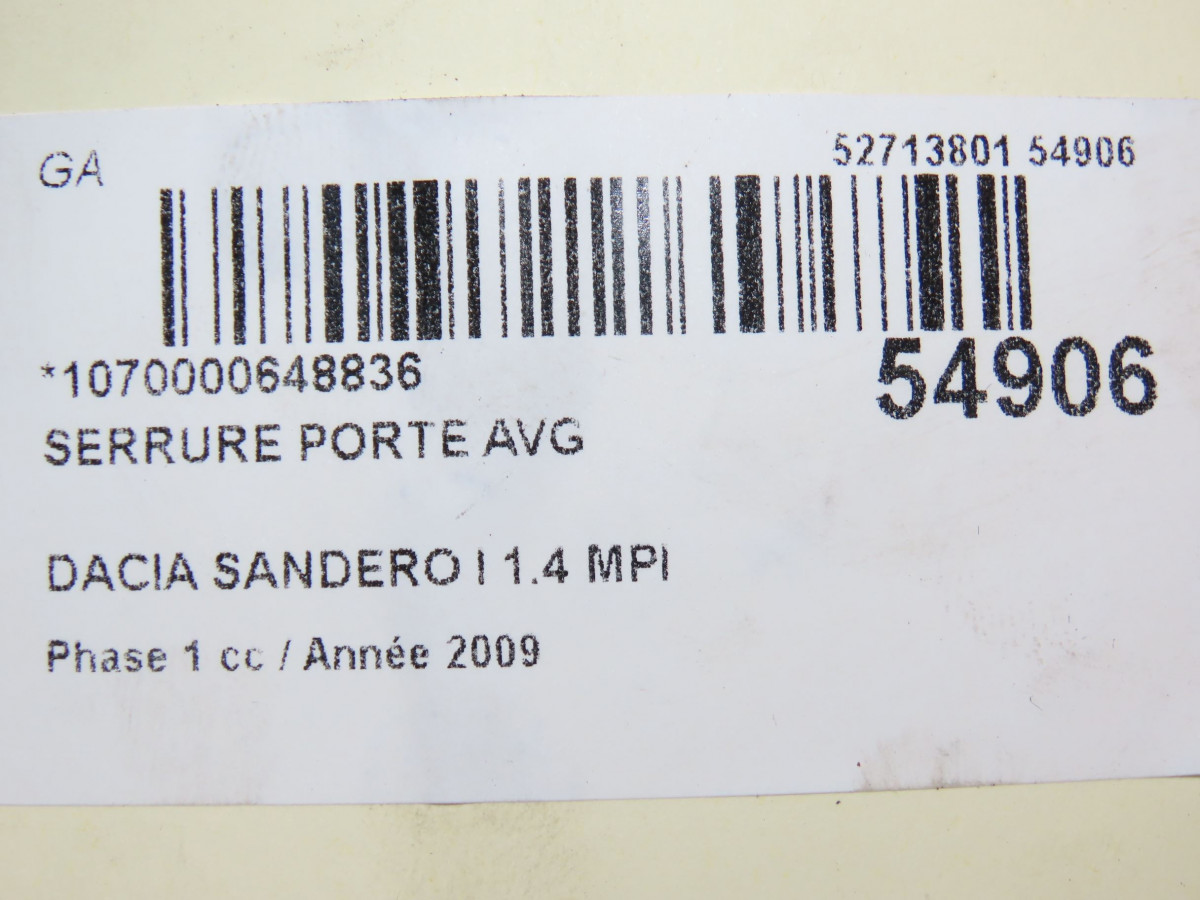 GA
52713801 54906
*1070000648836
54906
SERRURE PORTE AVG
DACIA SANDERO I 1.4 MPI
Phase 1 cc / Année 2009